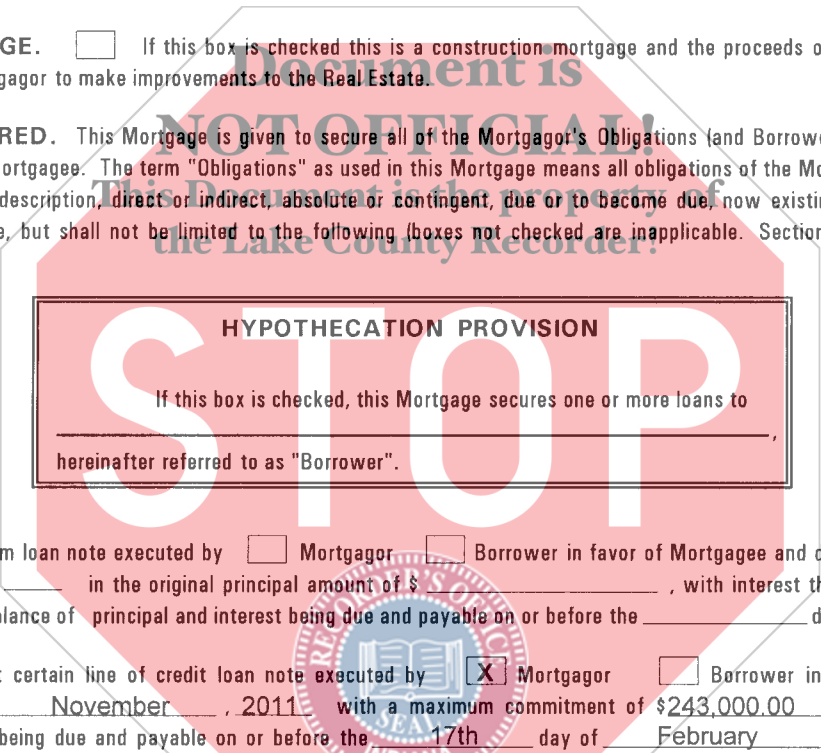 GE. If this box is checked this is a construction mortgage and the proceeds o
gagor to make improvements to the Real Estate.
Document is
NOT OFFICIAL!
This Document is the property of
the Lake County Recorder!
RED. This Mortgage is given to secure all of the Mortgagor's Obligations (and Borrowe
ortgagee. The term "Obligations" as used in this Mortgage means all obligations of the Mo
description, direct or indirect, absolute or contingent, due or to become due, now existin
e, but shall not be limited to the following (boxes not checked are inapplicable. Section
STOP
HYPOTHECATION PROVISION
If this box is checked, this Mortgage secures one or more loans to
,
hereinafter referred to as "Borrower".
m loan note executed by Mortgagor Borrower in favor of Mortgagee and d
in the original principal amount of $ , with interest th
alance of principal and interest being due and payable on or before the d
t certain line of credit loan note executed by X Mortgagor Borrower in
November , 2011 with a maximum commitment of $243,000.00
being due and payable on or before the 17th day of February
RECORDER'S OFFICE
SEAL